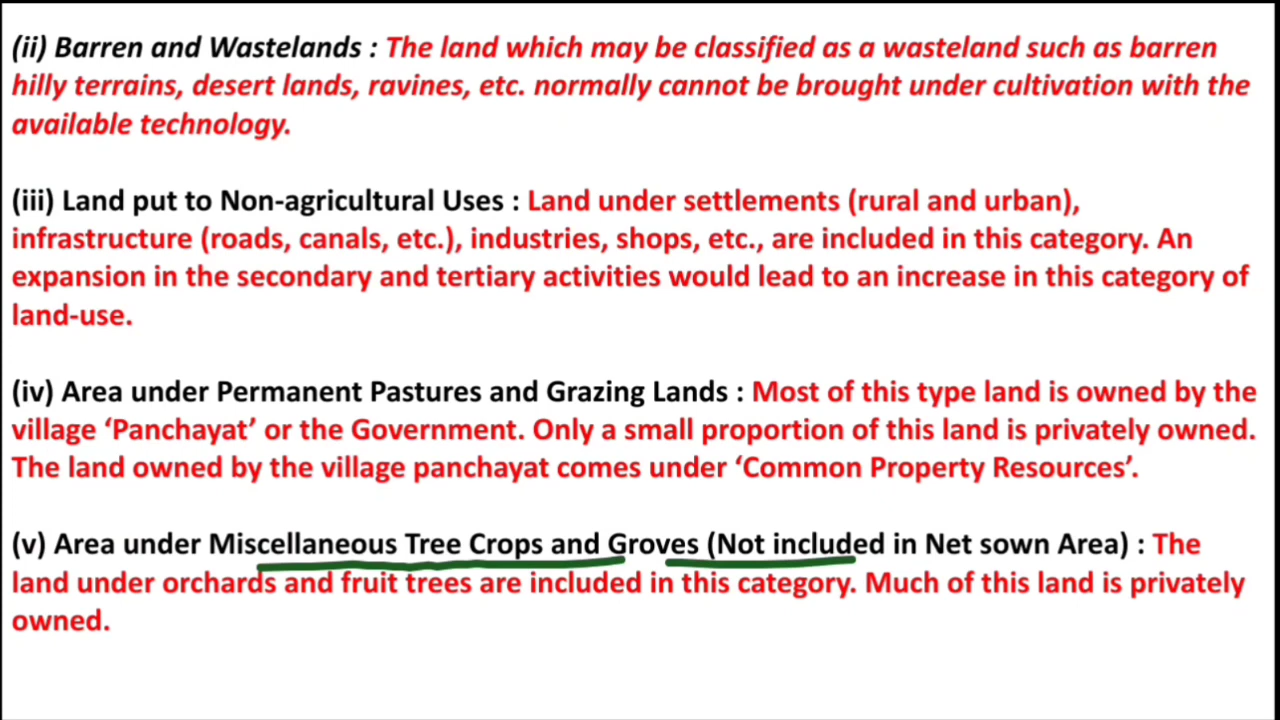 (ii) Barren and Wastelands : The land which may be classified as a wasteland such as barren
hilly terrains, desert lands, ravines, etc. normally cannot be brought under cultivation with the
available technology.
(iii) Land put to Non-agricultural Uses : Land under settlements (rural and urban),
infrastructure (roads, canals, etc.), industries, shops, etc., are included in this category. An
expansion in the secondary and tertiary activities would lead to an increase in this category of
land-use.
(iv) Area under Permanent Pastures and Grazing Lands : Most of this type land is owned by the
village ‘Panchayat’ or the Government. Only a small proportion of this land is privately owned.
The land owned by the village panchayat comes under ‘Common Property Resources’.
(v) Area under Miscellaneous Tree Crops and Groves (Not included in Net sown Area) : The
land under orchards and fruit trees are included in this category. Much of this land is privately
owned.